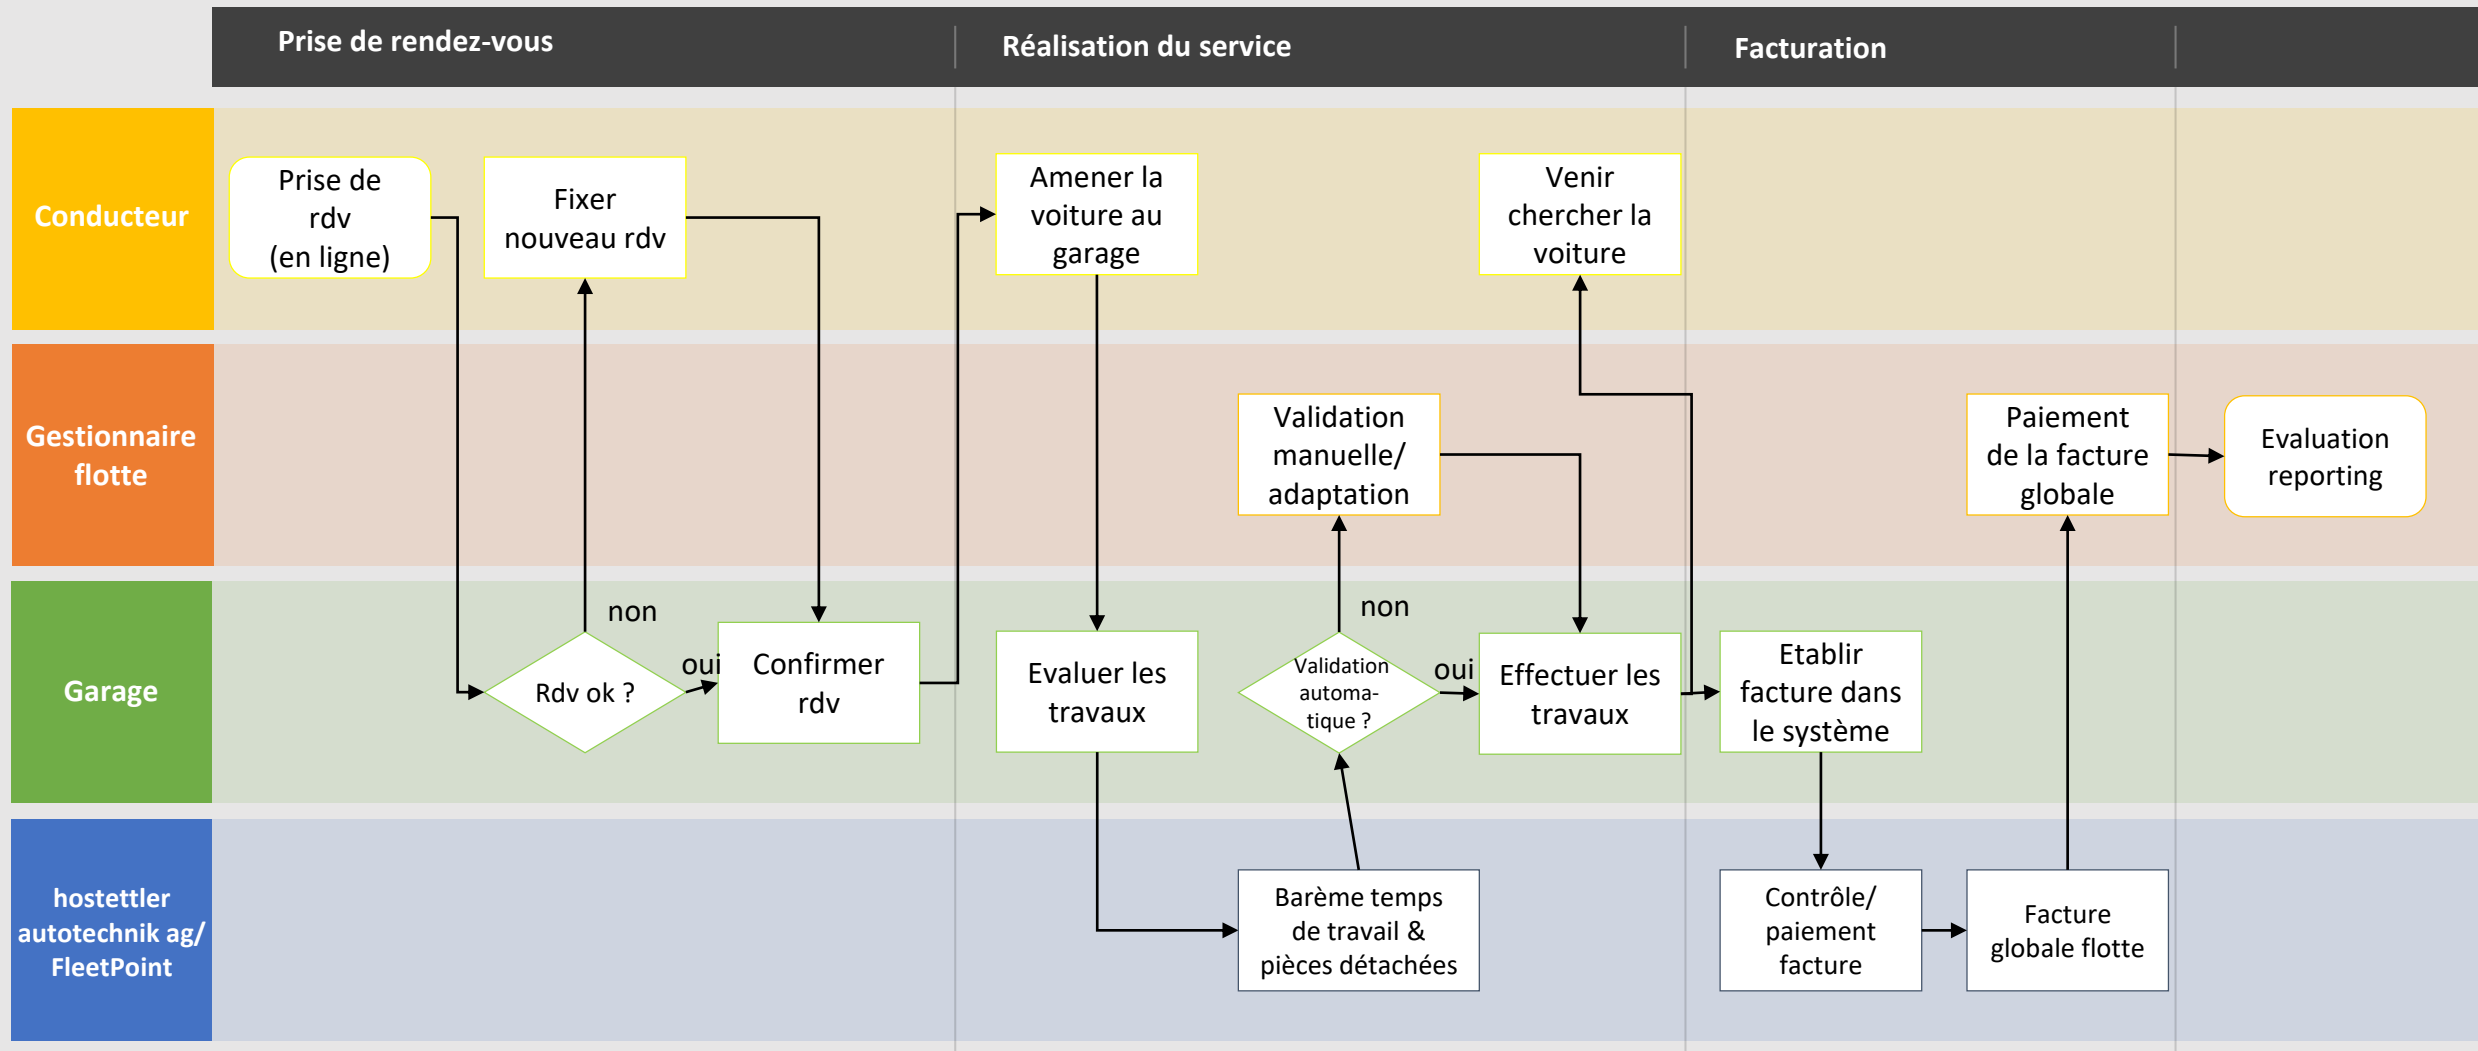 Prise de rendez-vous
Réalisation du service
Facturation
Conducteur
Prise de
rdv
(en ligne)
Fixer
nouveau rdv
Amener la
voiture au
garage
Venir
chercher la
voiture
Gestionnaire
flotte
Validation
manuelle/
adaptation
Paiement
de la facture
globale
Evaluation
reporting
Garage
non
Rdv ok ?
oui
Confirmer
rdv
Evaluer les
travaux
non
Validation
automa-
tique ?
oui
Effectuer les
travaux
Etablir
facture dans
le système
hostettler
autotechnik ag/
FleetPoint
Barème temps
de travail &
pièces détachées
Contrôle/
paiement
facture
Facture
globale flotte